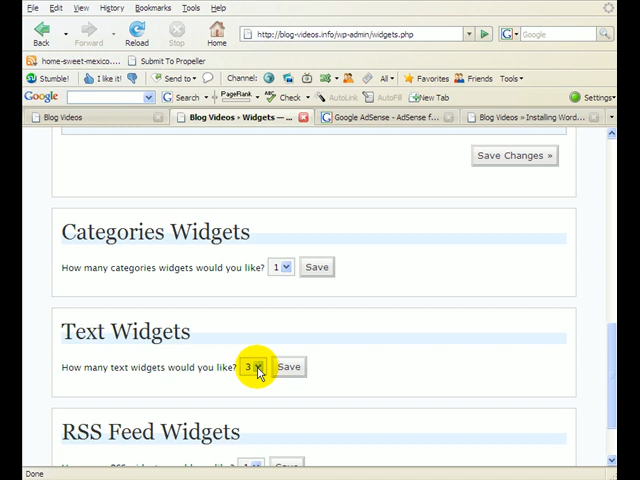 File Edit View History Bookmarks Tools Help
Back Forward Reload Stop Home http://blog-videos.info/wp-admin/widgets.php Google
home-sweet-mexico.... Submit To Propeller
Stumble! I like it! Send to Channel: All Favorites Friends Tools
Google Search PageRank Check AutoLink AutoFill New Tab Settings
Blog Videos Blog Videos › Widgets —... Google AdSense - AdSense f... Blog Videos » Installing Word...
Save Changes »
Categories Widgets
How many categories widgets would you like? 1 Save
Text Widgets
How many text widgets would you like? 3 Save
RSS Feed Widgets
Done